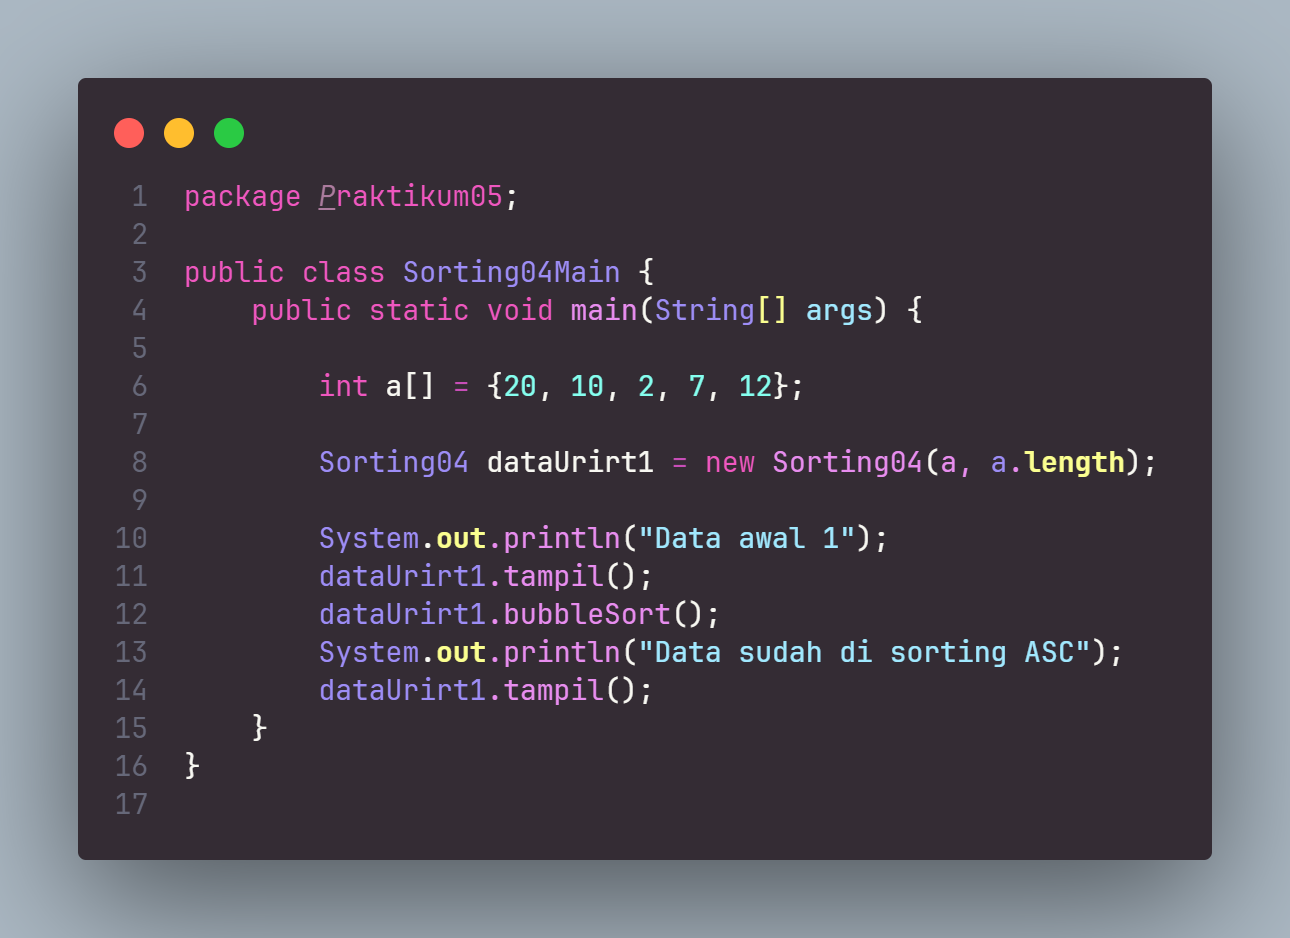 1 package Praktikum05;
2
3 public class Sorting04Main {
4     public static void main(String[] args) {
5
6         int a[] = {20, 10, 2, 7, 12};
7
8         Sorting04 dataUrirt1 = new Sorting04(a, a.length);
9
10         System.out.println("Data awal 1");
11         dataUrirt1.tampil();
12         dataUrirt1.bubbleSort();
13         System.out.println("Data sudah di sorting ASC");
14         dataUrirt1.tampil();
15     }
16 }
17